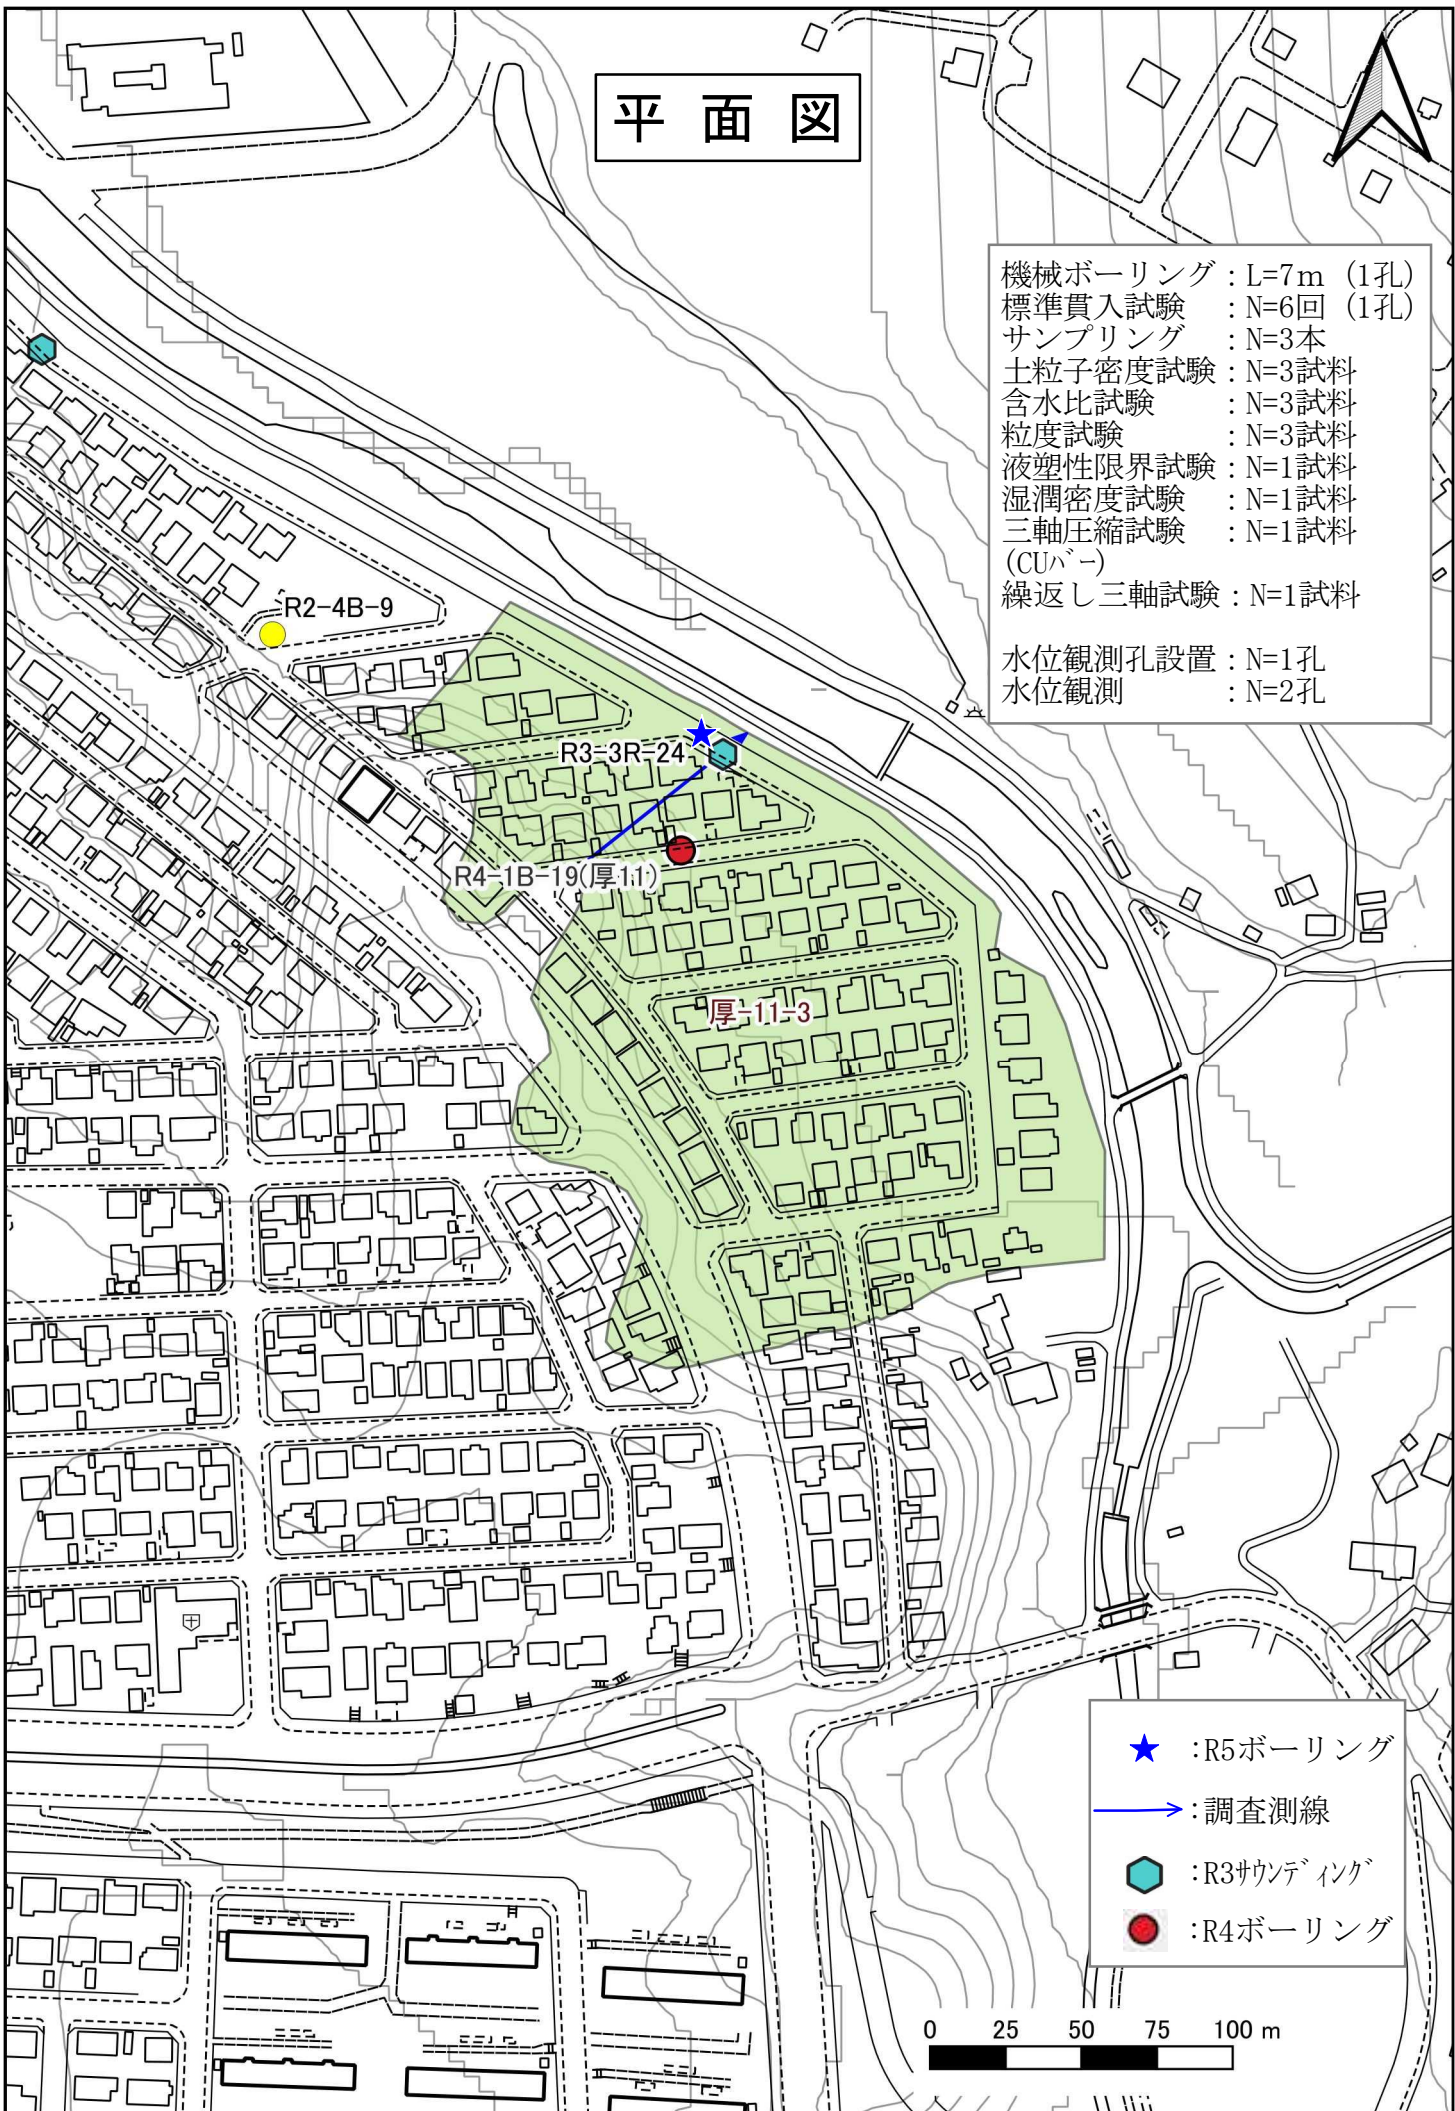 平 面 図
機械ボーリング：L=7m（1孔）
標準貫入試験　：N=6回（1孔）
サンプリング　：N=3本
土粒子密度試験：N=3試料
含水比試験　　：N=3試料
粒度試験　　　：N=3試料
液塑性限界試験：N=1試料
湿潤密度試験　：N=1試料
三軸圧縮試験　：N=1試料
(CUﾊﾞｰ)
繰返し三軸試験：N=1試料
水位観測孔設置：N=1孔
水位観測　　　：N=2孔
R2-4B-9
R3-3R-24
R4-1B-19(厚11)
厚-11-3
：R5ボーリング
：調査測線
：R3ｻｳﾝﾃﾞｨﾝｸﾞ
：R4ボーリング
0 25 50 75 100 m